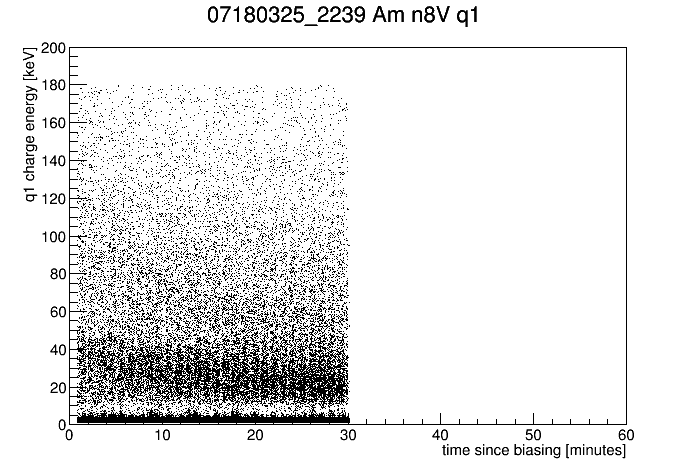 07180325_2239 Am n8V q1
q1 charge energy [keV]
200
180
160
140
120
100
80
60
40
20
0
0 10 20 30 40 50 60
time since biasing [minutes]